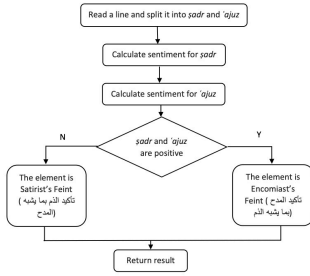 Read a line and split it into ṣadr and ʿajuz
Calculate sentiment for ṣadr
Calculate sentiment for ʿajuz
ṣadr and ʿajuz
are positive
N
Y
The element is
Satirist's Feint
تأكيد الذم بما يشبه )
(المدح
The element is
Encomiast's
Feint ( تأكيد المدح
(بما يشبه الذم
Return result